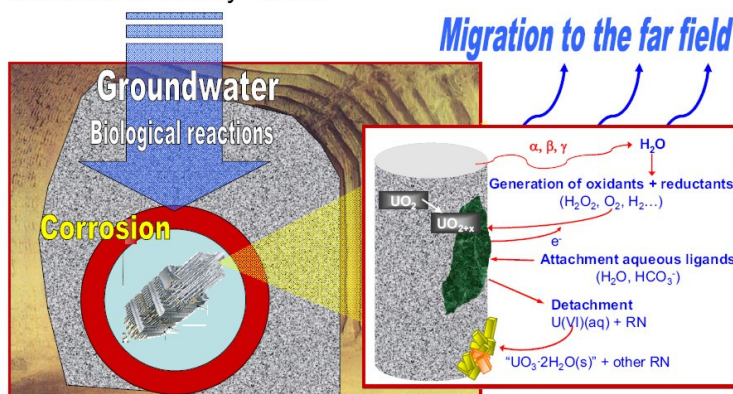 Migration to the far field
Groundwater
Biological reactions
Corrosion
α, β, γ
H₂O
Generation of oxidants + reductants
(H₂O₂, O₂, H₂...)
UO₂
UO₂₊ₓ
e⁻
Attachment aqueous ligands
(H₂O, HCO₃⁻)
Detachment
U(VI)(aq) + RN
"UO₃·2H₂O(s)" + other RN